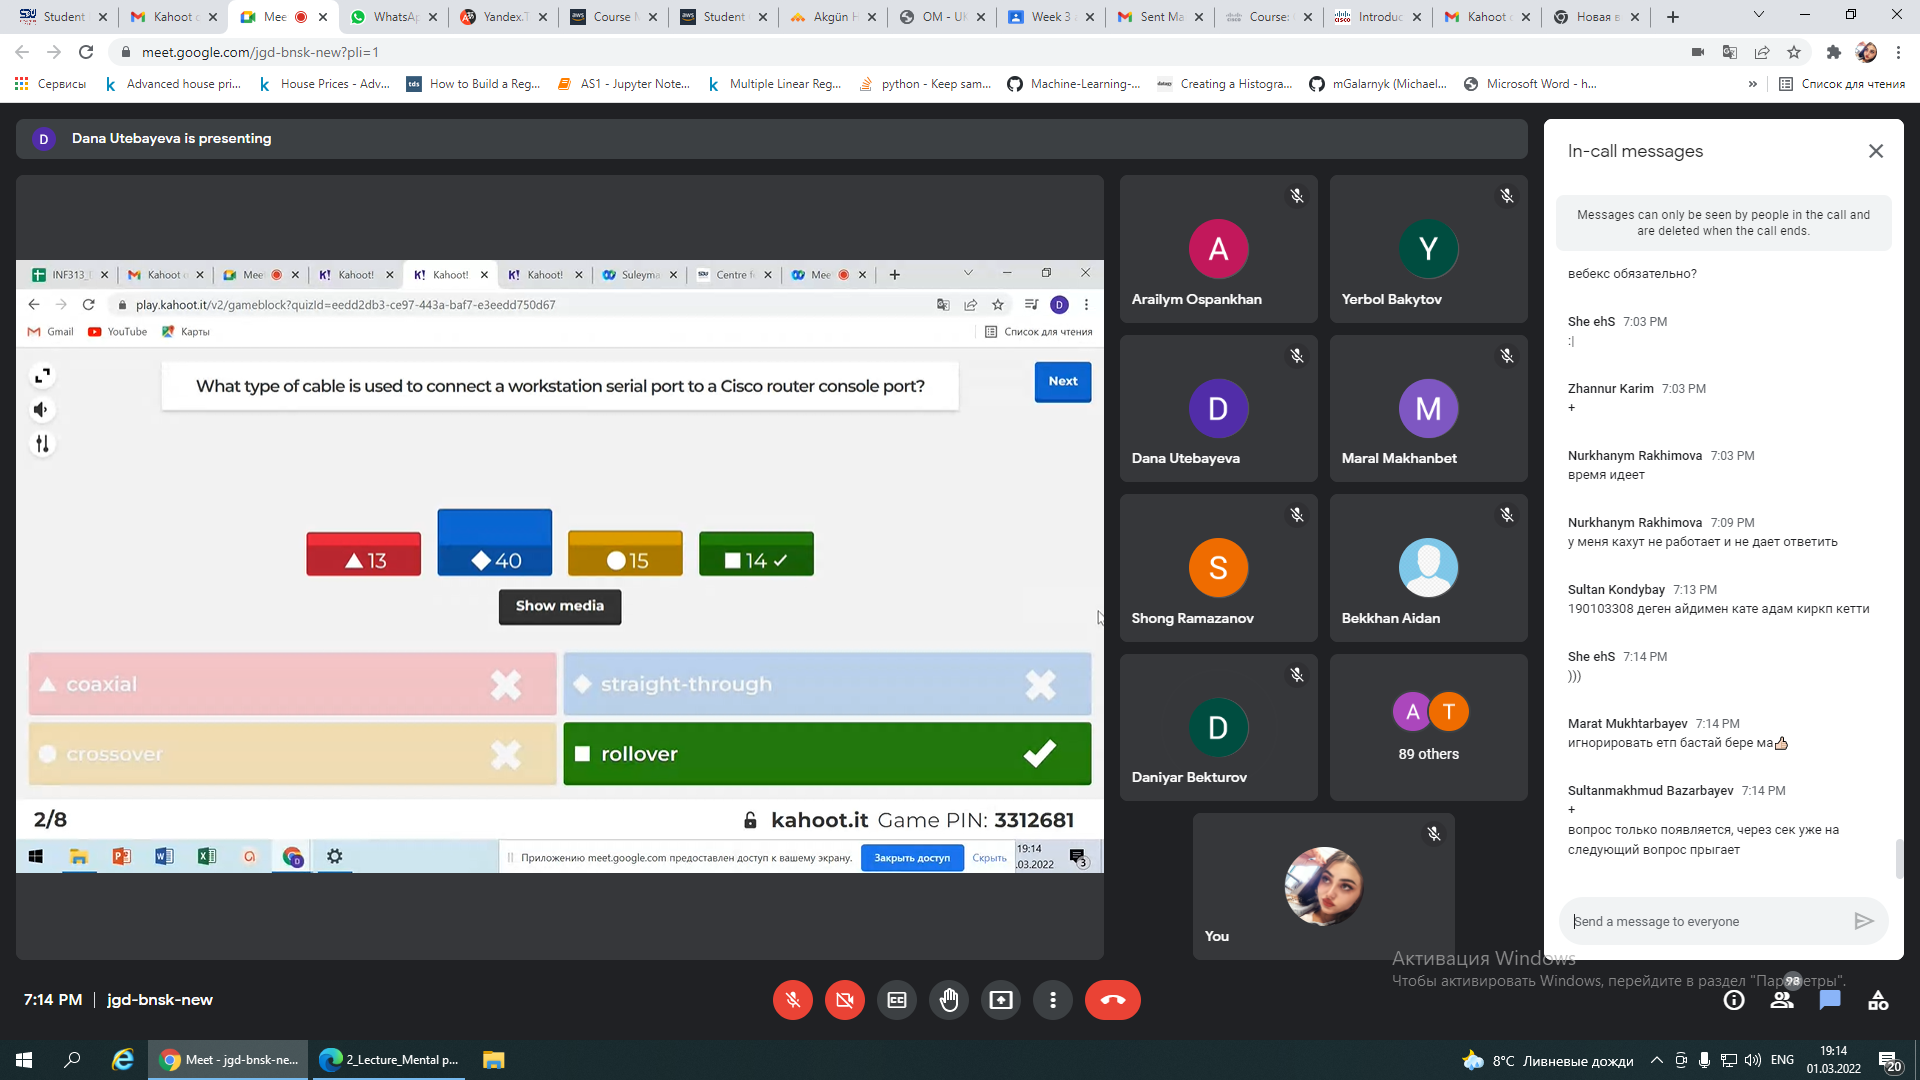 Student
Kahoot
Mee
WhatsAp
Yandex.T
Course M
Student
Akgün H
OM - UK
Week 3
Sent Ma
Course:
Introduc
Kahoot
Новая в
meet.google.com/jgd-bnsk-new?pli=1
Сервисы
Advanced house pri...
House Prices - Adv...
How to Build a Reg...
AS1 - Jupyter Note...
Multiple Linear Reg...
python - Keep sam...
Machine-Learning-...
Creating a Histogra...
mGalarnyk (Michael...
Microsoft Word - h...
»
Список для чтения
D
Dana Utebayeva is presenting
INF313_
Kahoot
Mee
Kahoot!
Kahoot!
Kahoot!
Suleyma
Centre f
Mee
play.kahoot.it/v2/gameblock?quizId=eedd2db3-ce97-443a-baf7-e3eedd750d67
D
Gmail
YouTube
Карты
Список для чтения
What type of cable is used to connect a workstation serial port to a Cisco router console port?
Next
13
40
15
14
Show media
coaxial
straight-through
crossover
rollover
2/8
kahoot.it Game PIN: 3312681
Приложению meet.google.com предоставлен доступ к вашему экрану.
Закрыть доступ
Скрыть
19:14
.03.2022
3
A
Arailym Ospankhan
Y
Yerbol Bakytov
D
Dana Utebayeva
M
Maral Makhanbet
S
Shong Ramazanov
Bekkhan Aidan
D
Daniyar Bekturov
A T
89 others
You
In-call messages
Messages can only be seen by people in the call and
are deleted when the call ends.
вебекс обязательно?
She ehS 7:03 PM
:|
Zhannur Karim 7:03 PM
+
Nurkhanym Rakhimova 7:03 PM
время идеет
Nurkhanym Rakhimova 7:09 PM
у меня кахут не работает и не дает ответить
Sultan Kondybay 7:13 PM
190103308 деген айдимен кате адам киркп кетти
She ehS 7:14 PM
)))
Marat Mukhtarbayev 7:14 PM
игнорировать етп бастай бере ма👍
Sultanmakhmud Bazarbayev 7:14 PM
+
вопрос только появляется, через сек уже на
следующий вопрос прыгает
Send a message to everyone
Активация Windows
Чтобы активировать Windows, перейдите в раздел "Параметры".
7:14 PM | jgd-bnsk-new
98
Meet - jgd-bnsk-ne...
2_Lecture_Mental p...
8°C Ливневые дожди
ENG
19:14
01.03.2022
20